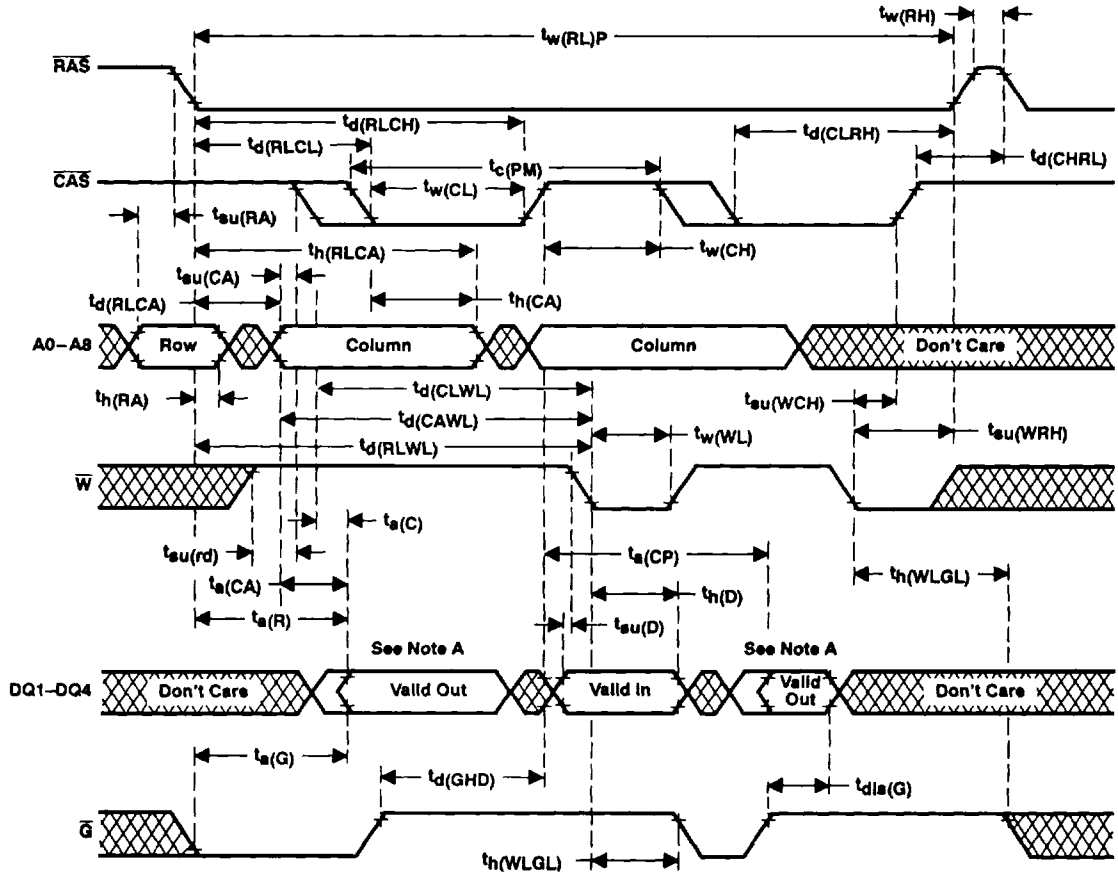 tw(RH)
tw(RL)P
RAS
td(RLCH)
td(CLRH)
td(RLCL)
tc(PM)
td(CHRL)
CAS
tw(CL)
tsu(RA)
th(RLCA)
tw(CH)
tsu(CA)
td(RLCA)
th(CA)
A0–A8
Row
Column
Column
Don't Care
th(RA)
td(CLWL)
tsu(WCH)
td(CAWL)
tw(WL)
td(RLWL)
tsu(WRH)
W
ta(C)
tsu(rd)
ta(CP)
ta(CA)
th(WLGL)
th(D)
ta(R)
tsu(D)
See Note A
See Note A
DQ1–DQ4
Don't Care
Valid Out
Valid In
Valid
Out
Don't Care
ta(G)
td(GHD)
tdis(G)
G
th(WLGL)